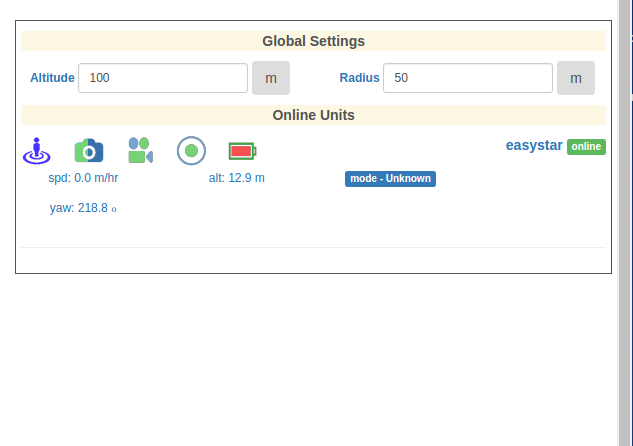 Global Settings
Altitude 100 m Radius 50 m
Online Units
easystar online
spd: 0.0 m/hr alt: 12.9 m mode - Unknown
yaw: 218.8 o